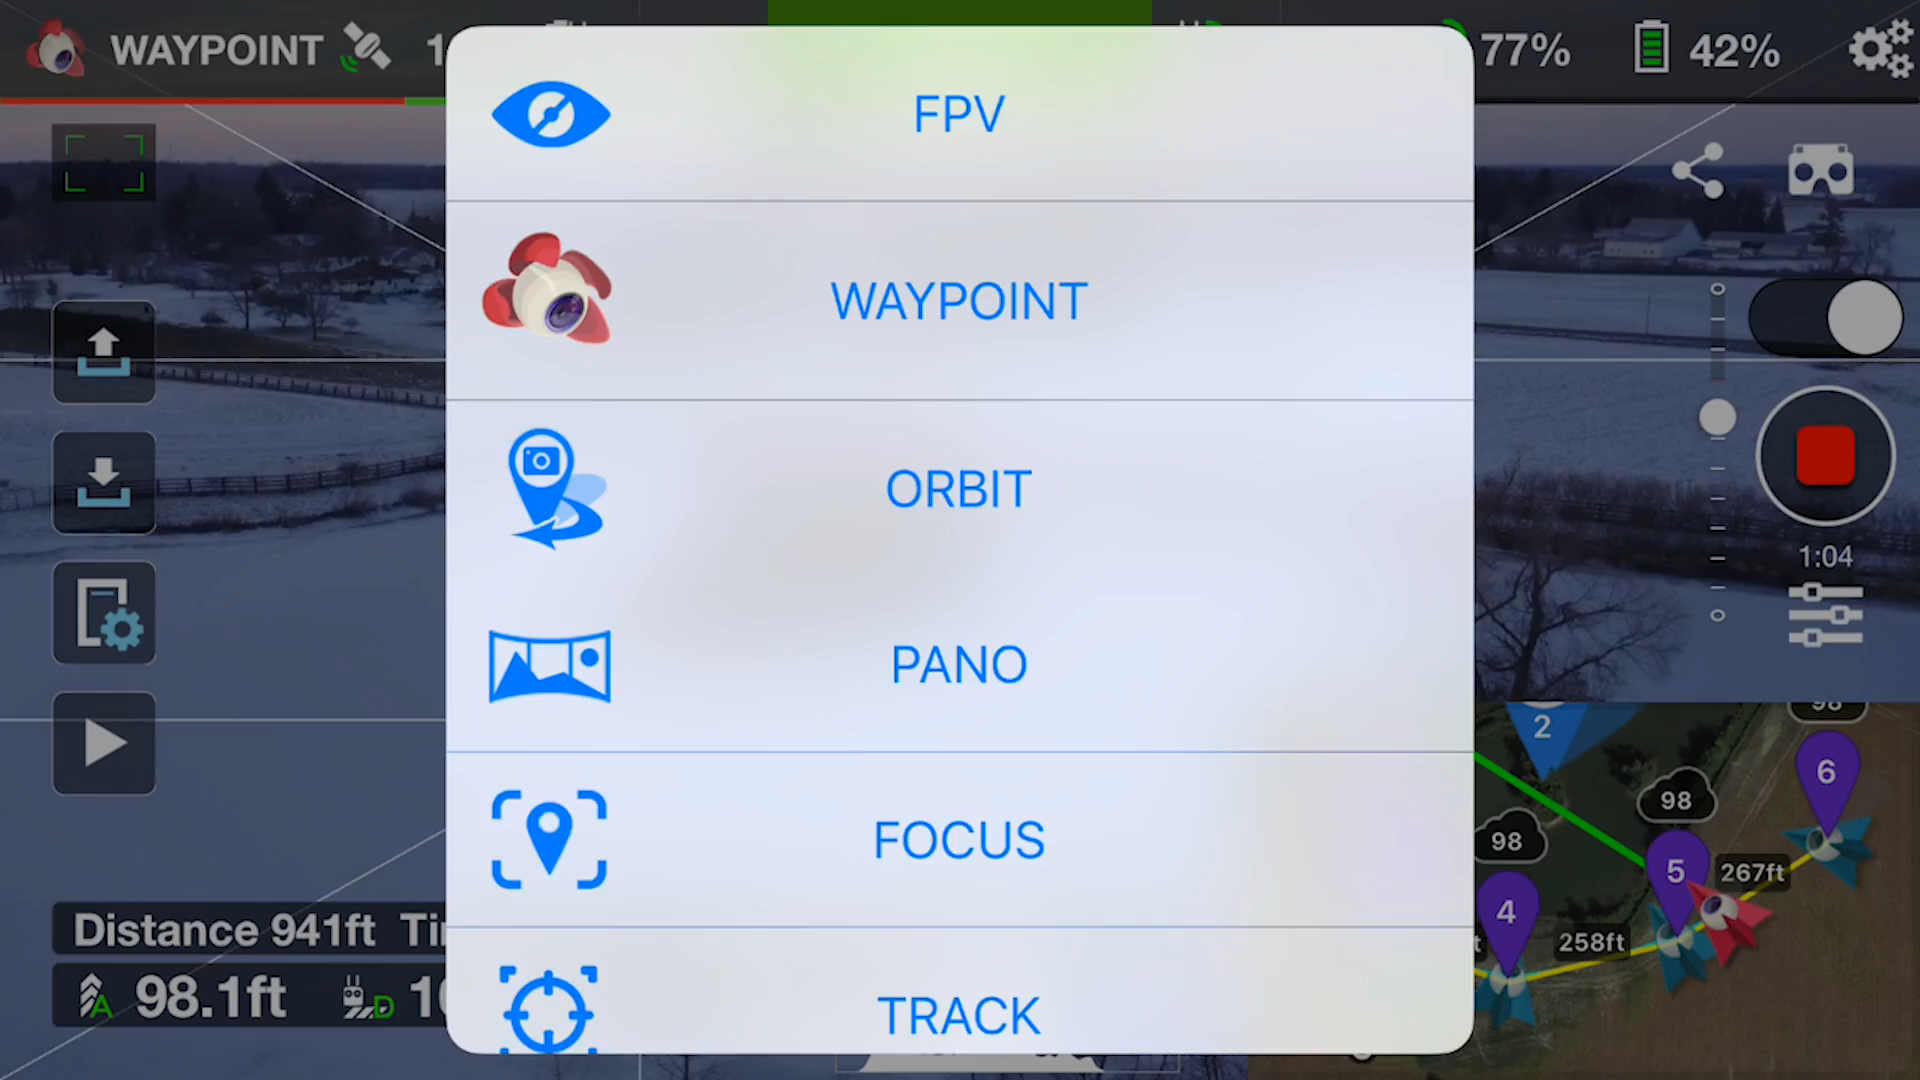 WAYPOINT
77%
42%
FPV
WAYPOINT
ORBIT
PANO
FOCUS
TRACK
1:04
2
6
98
98
98
5
267ft
4
258ft
Distance 941ft
A 98.1ft
D